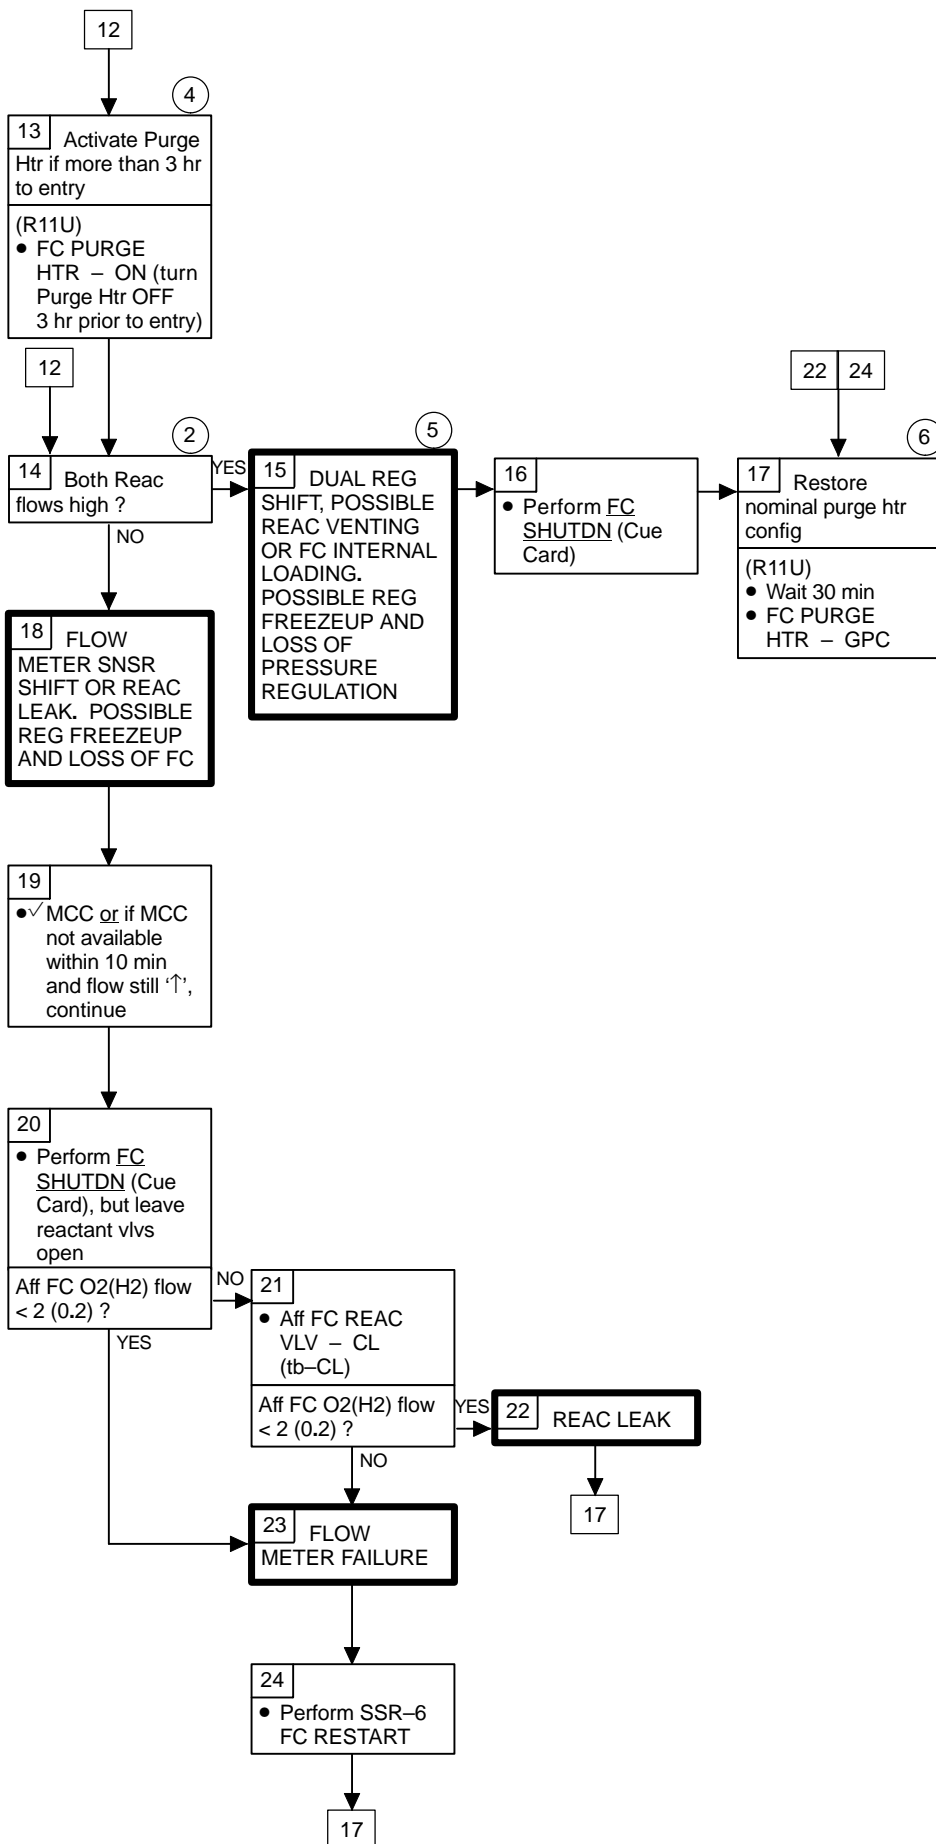 12
4
13 Activate Purge
Htr if more than 3 hr
to entry
(R11U)
● FC PURGE
HTR – ON (turn
Purge Htr OFF
3 hr prior to entry)
12
2
14 Both Reac
flows high ?
YES
NO
5
15 DUAL REG
SHIFT, POSSIBLE
REAC VENTING
OR FC INTERNAL
LOADING.
POSSIBLE REG
FREEZEUP AND
LOSS OF
PRESSURE
REGULATION
16
● Perform FC
SHUTDN (Cue
Card)
22 24
6
17 Restore
nominal purge htr
config
(R11U)
● Wait 30 min
● FC PURGE
HTR – GPC
18 FLOW
METER SNSR
SHIFT OR REAC
LEAK. POSSIBLE
REG FREEZEUP
AND LOSS OF FC
19
●√ MCC or if MCC
not available
within 10 min
and flow still ‘↑’,
continue
20
● Perform FC
SHUTDN (Cue
Card), but leave
reactant vlvs
open
Aff FC O2(H2) flow
< 2 (0.2) ?
NO
YES
21
● Aff FC REAC
VLV – CL
(tb–CL)
Aff FC O2(H2) flow
< 2 (0.2) ?
YES
NO
22 REAC LEAK
17
23 FLOW
METER FAILURE
24
● Perform SSR–6
FC RESTART
17